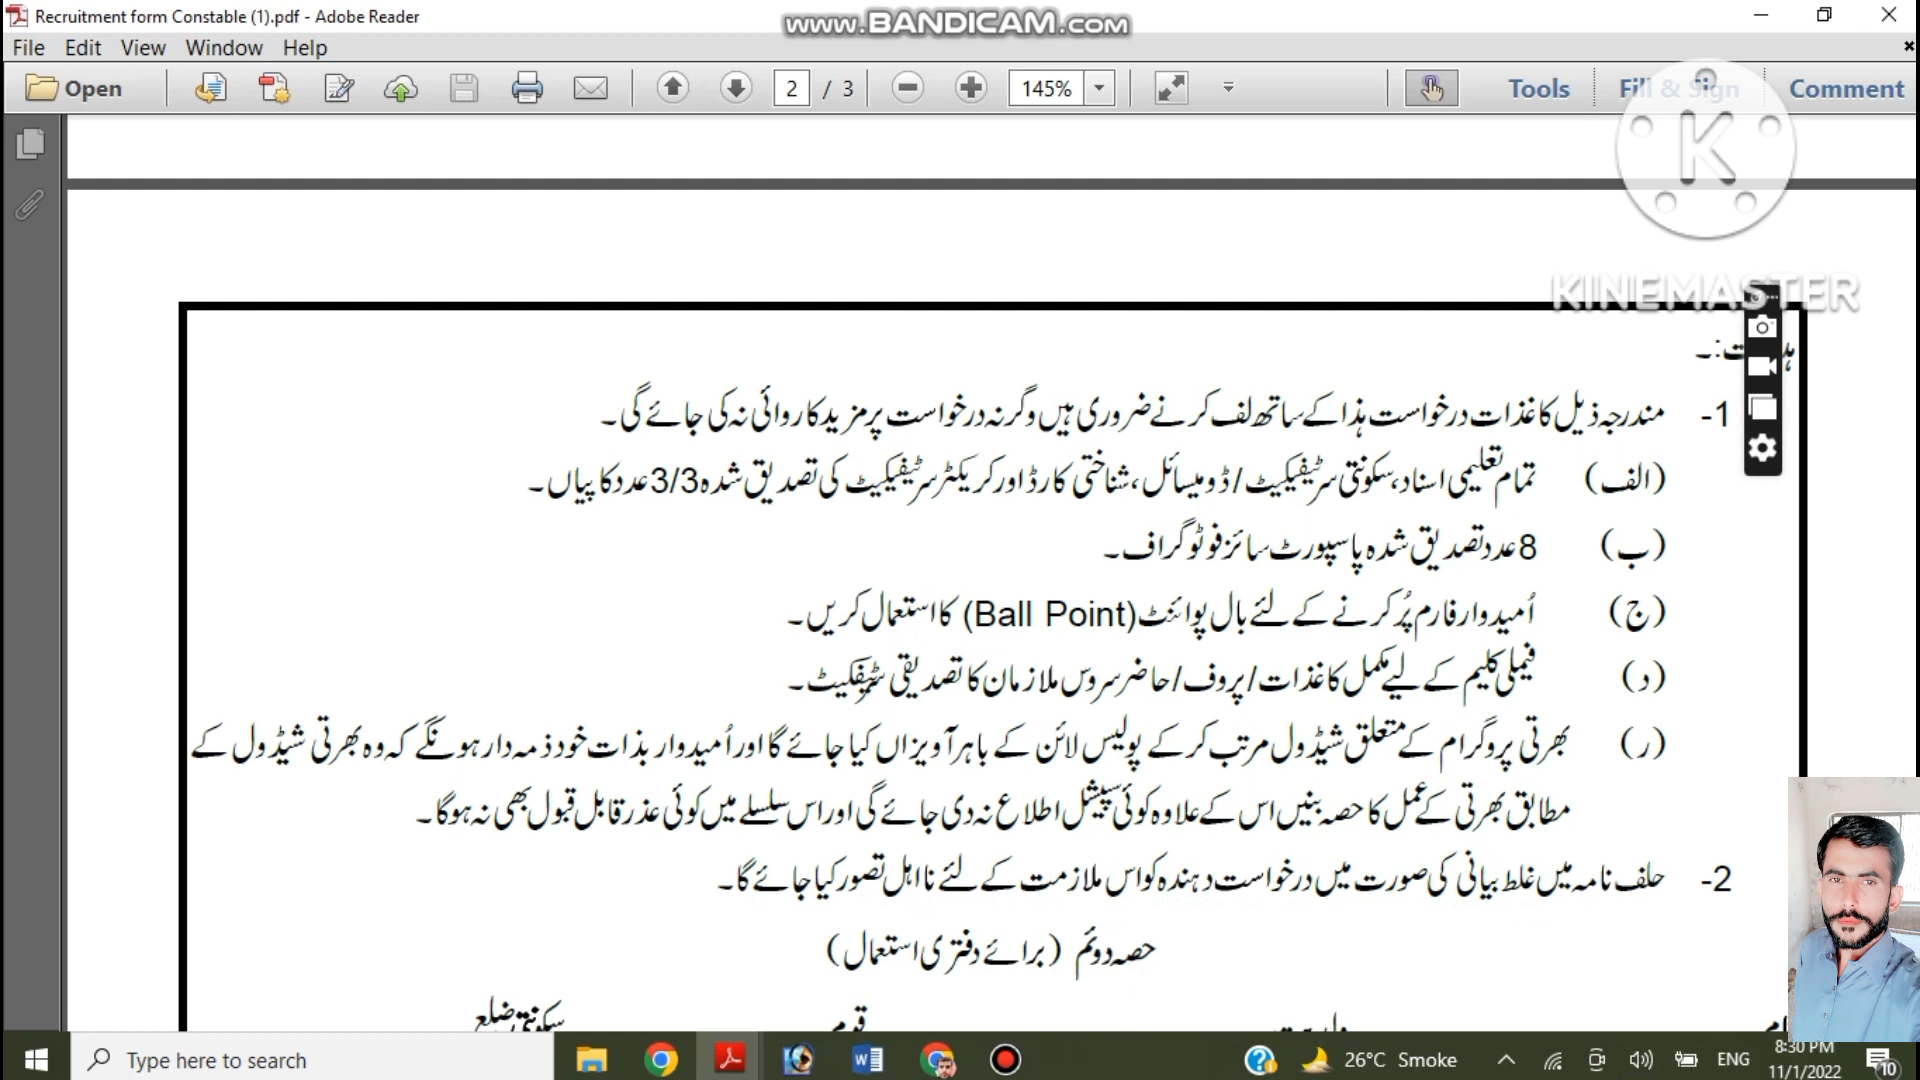 Recruitment form Constable (1).pdf - Adobe Reader
www.BANDICAM.com
File Edit View Window Help
Open 2 / 3 145% Tools Fill & Sign Comment
K
KINEMASTER
1- مندرجہ ذیل کاغذات درخواست ہذا کے ساتھ لف کرنے ضروری ہیں وگرنہ درخواست پر مزید کاروائی نہ کی جائے گی۔
(الف) تمام تعلیمی اسناد، سکونتی سرٹیفیکیٹ / ڈومیسائل، شناختی کارڈ اور کریکٹر سرٹیفیکیٹ کی تصدیق شدہ 3/3 عدد کاپیاں۔
(ب) 8 عدد تصدیق شدہ پاسپورٹ سائز فوٹو گراف۔
(ج) اُمیدوار فارم پُر کرنے کے لئے بال پوائنٹ (Ball Point) کا استعمال کریں۔
(د) فیملی کلیم کے لیے مکمل کاغذات / پروف / حاضر سروس ملازمان کا تصدیقی سرٹیفکیٹ۔
(ر) بھرتی پروگرام کے متعلق شیڈول مرتب کر کے پولیس لائن کے باہر آویزاں کیا جائے گا اور اُمیدوار بذات خود ذمہ دار ہونگے کہ وہ بھرتی شیڈول کے
مطابق بھرتی کے عمل کا حصہ بنیں اس کے علاوہ کوئی سپیشل اطلاع نہ دی جائے گی اور اس سلسلے میں کوئی عذر قابل قبول بھی نہ ہوگا۔
2- حلف نامہ میں غلط بیانی کی صورت میں درخواست دہندہ کو اس ملازمت کے لئے نااہل تصور کیا جائے گا۔
حصہ دوئم (برائے دفتری استعمال)
قوم سکونتی ضلع
Type here to search 26°C Smoke ENG 8:30 PM
11/1/2022 10